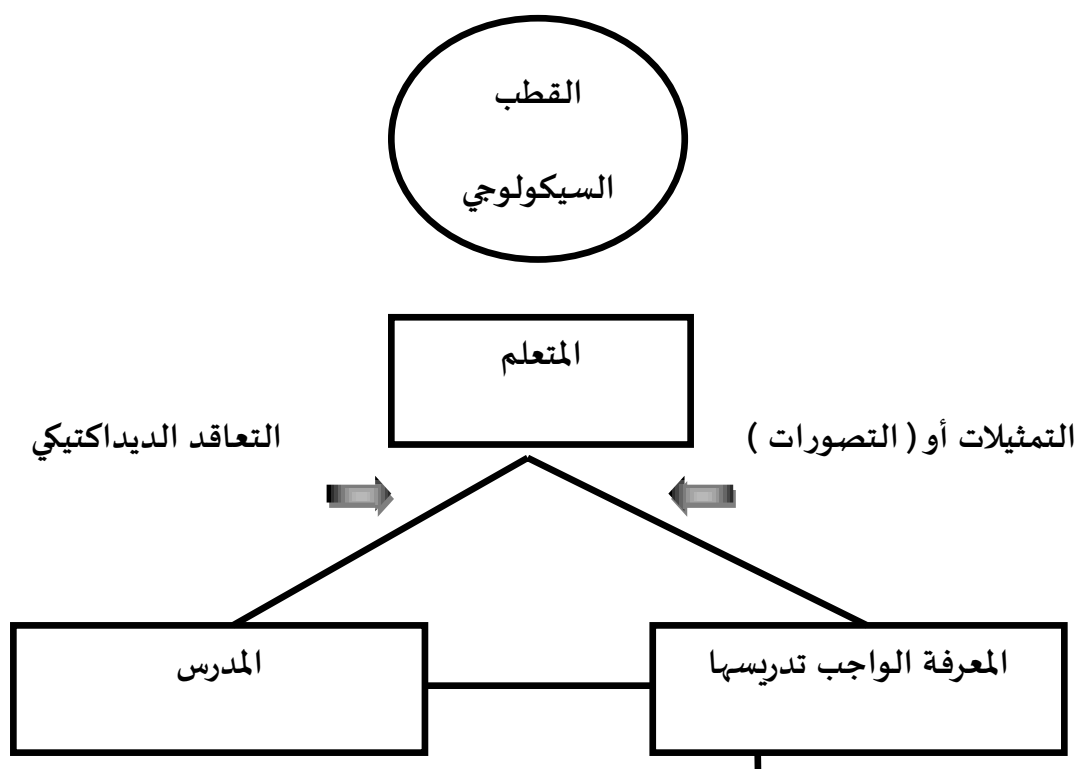 القطب
السيكولوجي
المتعلم
التمثيلات أو ( التصورات )
التعاقد الديداكتيكي
المعرفة الواجب تدريسها
المدرس